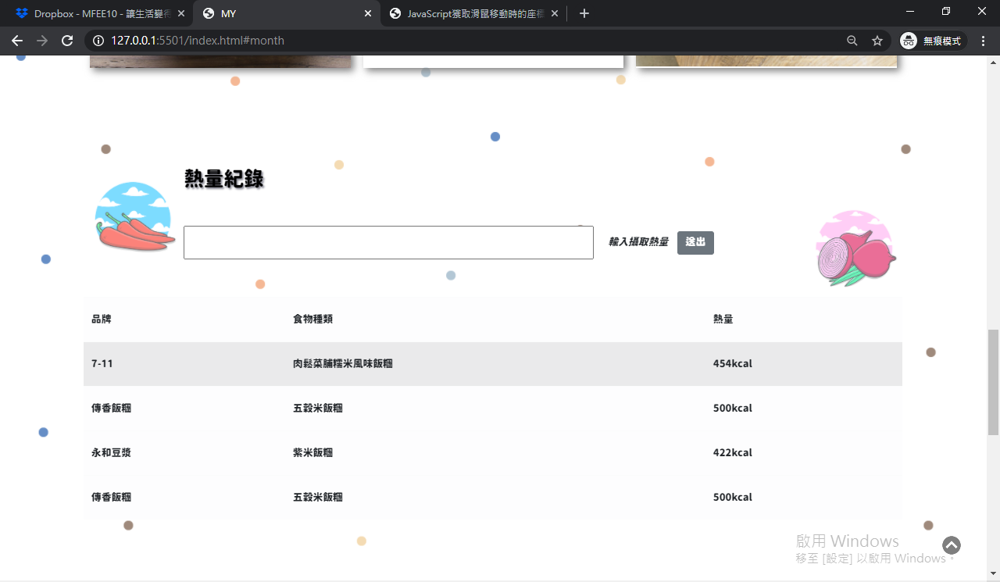 Dropbox - MFEE10 - 讓生活變得
MY
JavaScript獲取滑鼠移動時的座標
127.0.0.1:5501/index.html#month
無痕模式
熱量紀錄
輸入攝取熱量 送出
品牌 食物種類 熱量
7-11 肉鬆菜脯糯米風味飯糰 454kcal
傳香飯糰 五穀米飯糰 500kcal
永和豆漿 紫米飯糰 422kcal
傳香飯糰 五穀米飯糰 500kcal
啟用 Windows
移至 [設定] 以啟用 Windows。